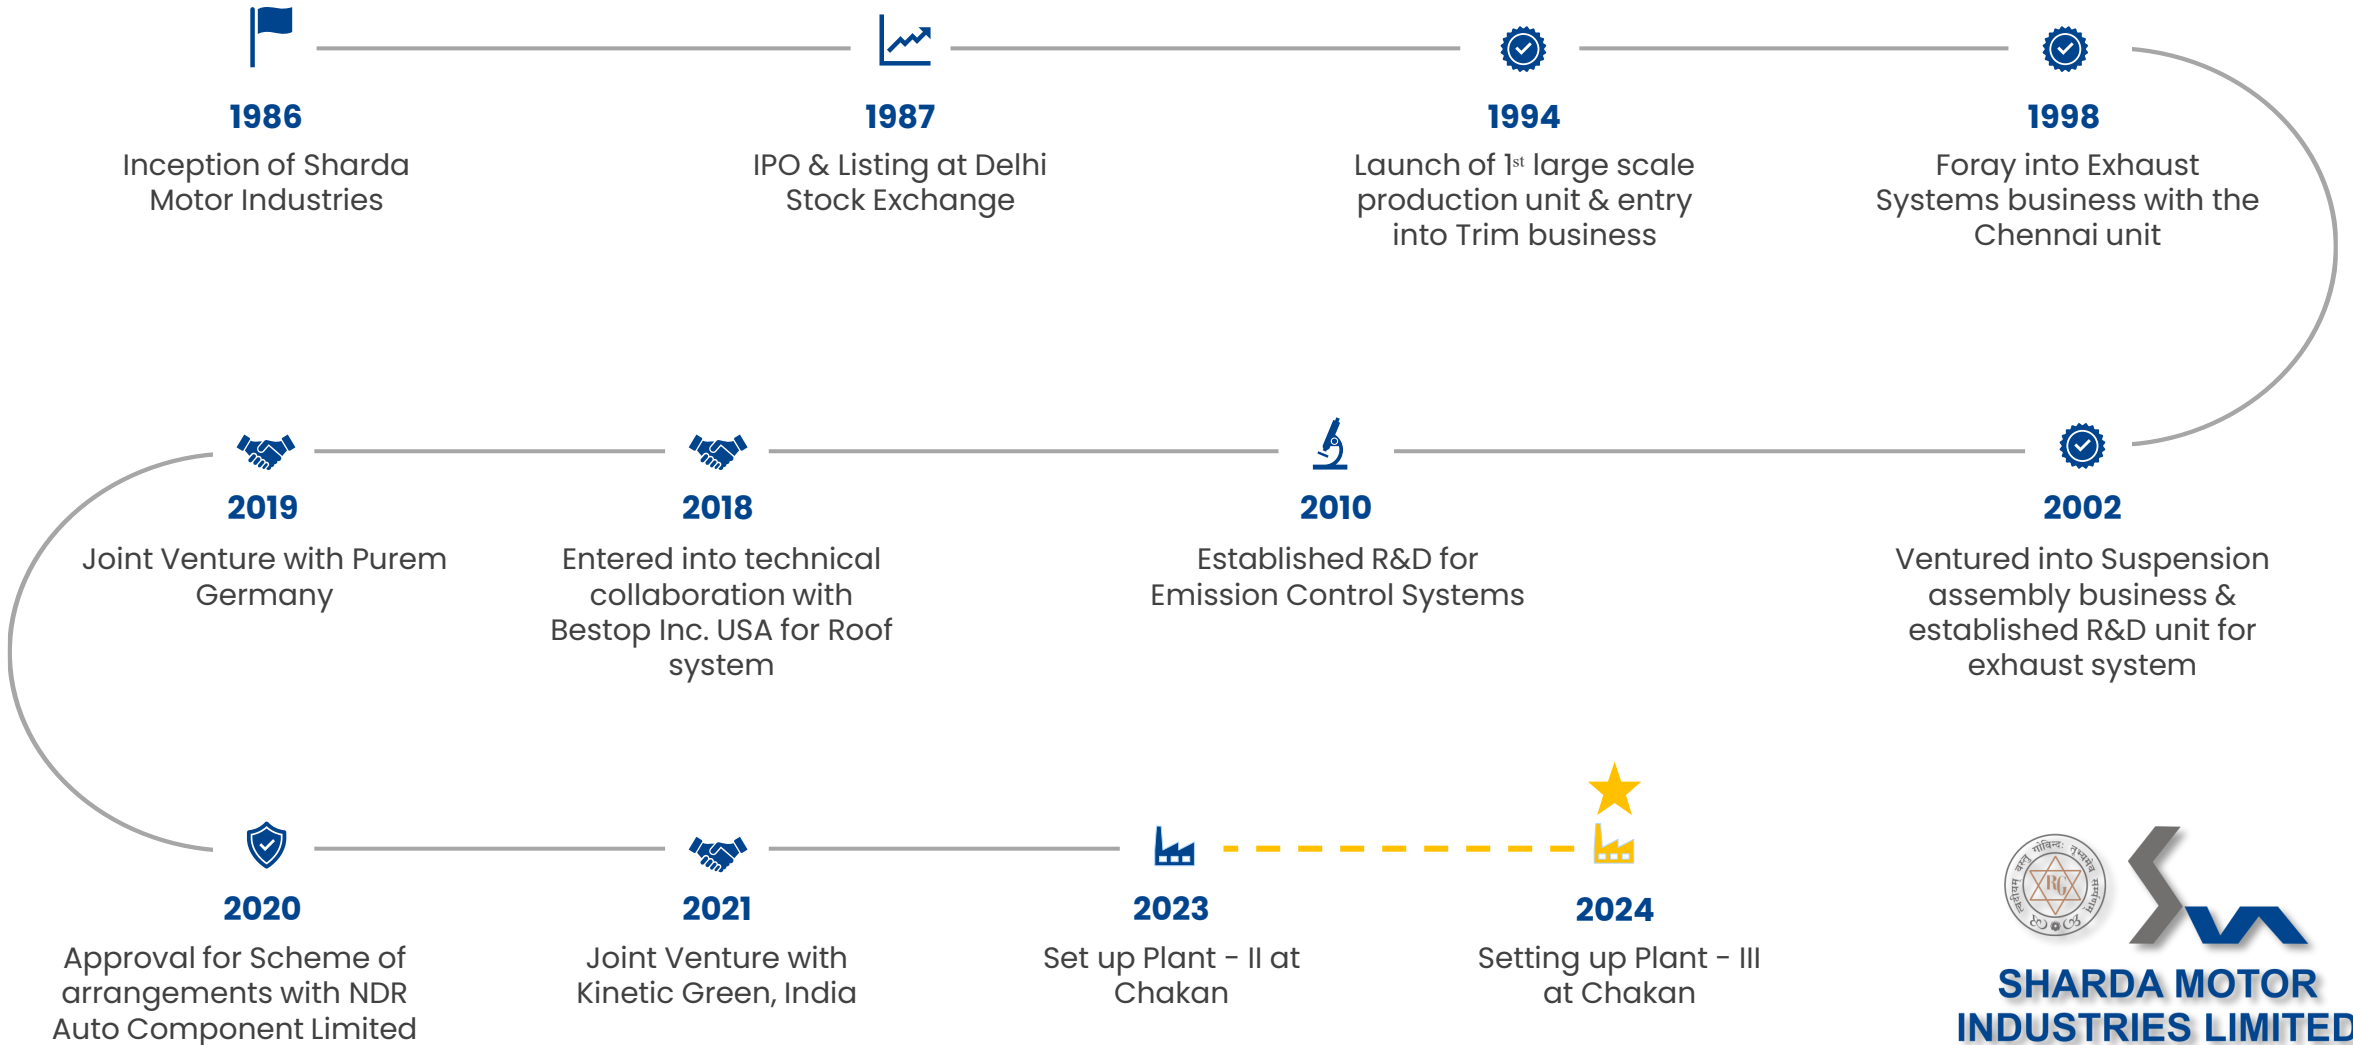 1986
Inception of Sharda
Motor Industries
1987
IPO & Listing at Delhi
Stock Exchange
1994
Launch of 1st large scale
production unit & entry
into Trim business
1998
Foray into Exhaust
Systems business with the
Chennai unit
2019
Joint Venture with Purem
Germany
2018
Entered into technical
collaboration with
Bestop Inc. USA for Roof
system
2010
Established R&D for
Emission Control Systems
2002
Ventured into Suspension
assembly business &
established R&D unit for
exhaust system
2020
Approval for Scheme of
arrangements with NDR
Auto Component Limited
2021
Joint Venture with
Kinetic Green, India
2023
Set up Plant - II at
Chakan
2024
Setting up Plant - III
at Chakan
RG
SHARDA MOTOR
INDUSTRIES LIMITED